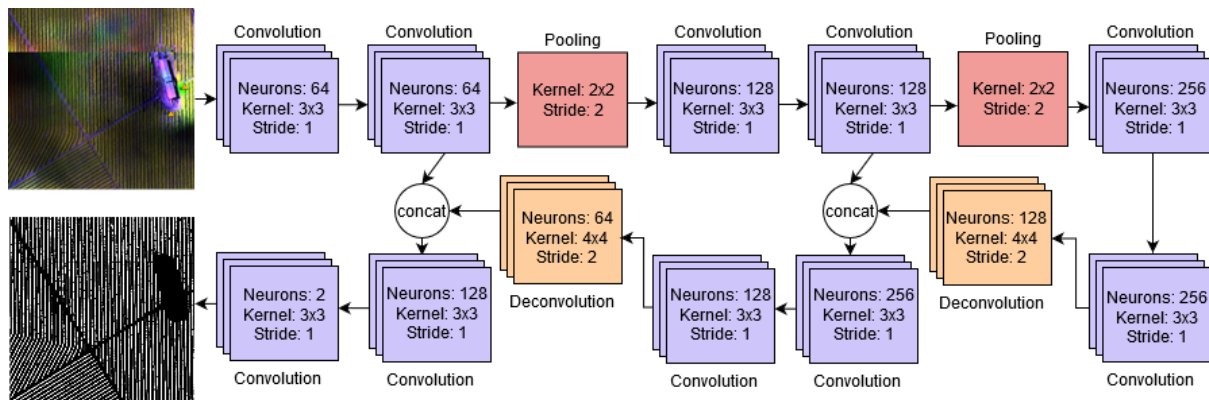 Convolution
Neurons: 64
Kernel: 3x3
Stride: 1
Convolution
Neurons: 64
Kernel: 3x3
Stride: 1
Pooling
Kernel: 2x2
Stride: 2
Convolution
Neurons: 128
Kernel: 3x3
Stride: 1
Convolution
Neurons: 128
Kernel: 3x3
Stride: 1
Pooling
Kernel: 2x2
Stride: 2
Convolution
Neurons: 256
Kernel: 3x3
Stride: 1
concat
Neurons: 64
Kernel: 4x4
Stride: 2
Deconvolution
concat
Neurons: 128
Kernel: 4x4
Stride: 2
Deconvolution
Neurons: 2
Kernel: 3x3
Stride: 1
Convolution
Neurons: 128
Kernel: 3x3
Stride: 1
Convolution
Neurons: 128
Kernel: 3x3
Stride: 1
Convolution
Neurons: 256
Kernel: 3x3
Stride: 1
Convolution
Neurons: 256
Kernel: 3x3
Stride: 1
Convolution